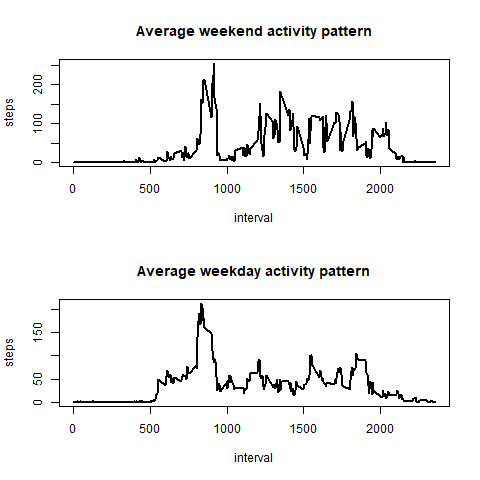 Average weekend activity pattern
steps
200
100
0
0 500 1000 1500 2000
interval
Average weekday activity pattern
steps
150
50
0
0 500 1000 1500 2000
interval